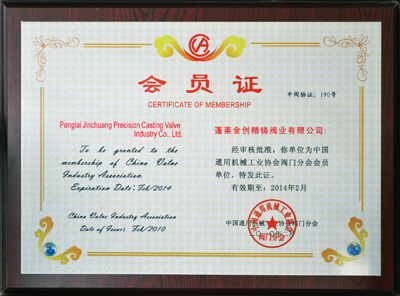 会员证
CERTIFICATE OF MEMBERSHIP
中阀协证：190号
Penglai Jinchuang Precision Casting Valve
Industry Co., Ltd.
To be granted to the
membership of China Valve
Industry Association.
Expiration Date: Feb/2014
China Valve Industry Association
Date of Issue: Feb/2010
蓬莱金创精铸阀业有限公司:
经审核批准，你单位为中国
通用机械工业协会阀门分会会员
单位，特发此证。
有效期至：2014年2月
中国通用机械工业协会阀门分会
阀门分会